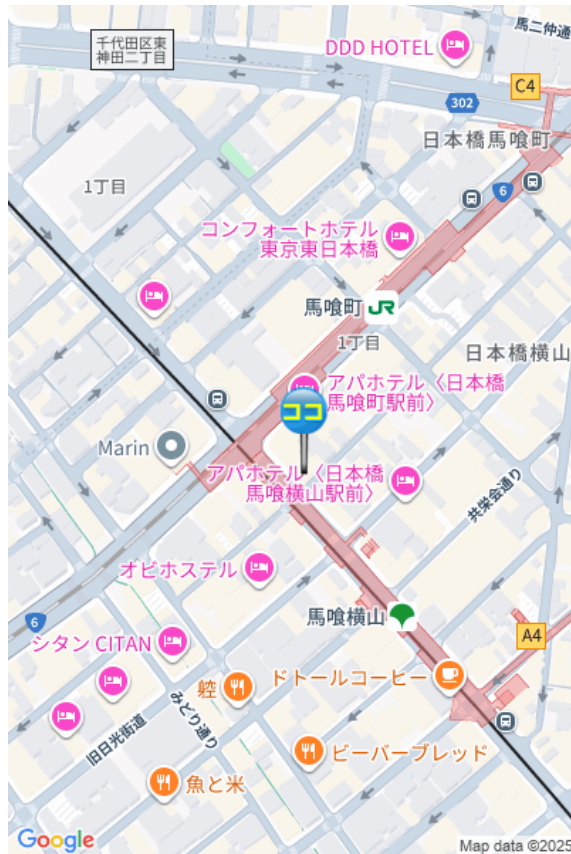 馬二仲通
千代田区東
神田二丁目
DDD HOTEL
C4
302
日本橋馬喰町
1丁目
6
コンフォートホテル
東京東日本橋
馬喰町
JR
1丁目
日本橋横山
アパホテル〈日本橋
馬喰町駅前〉
ココ
Marin
アパホテル〈日本橋
馬喰横山駅前〉
共栄会通り
オビホステル
6
馬喰横山
シタン CITAN
A4
躻
ドトールコーヒー
みどり通り
旧日光街道
ビーバーブレッド
魚と米
Google
Map data ©2025